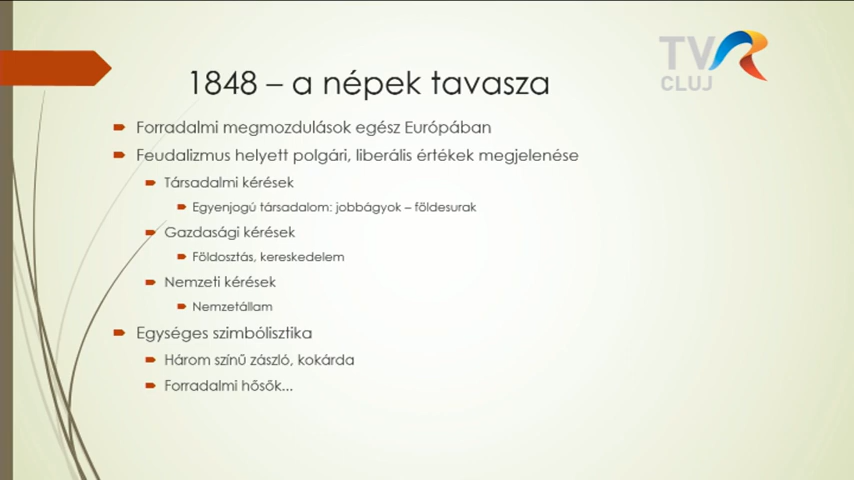 TVR
CLUJ
1848 – a népek tavasza
Forradalmi megmozdulások egész Európában
Feudalizmus helyett polgári, liberális értékek megjelenése
Társadalmi kérések
Egyenjogú társadalom: jobbágyok – földesurak
Gazdasági kérések
Földosztás, kereskedelem
Nemzeti kérések
Nemzetállam
Egységes szimbólisztika
Három színű zászló, kokárda
Forradalmi hősök...